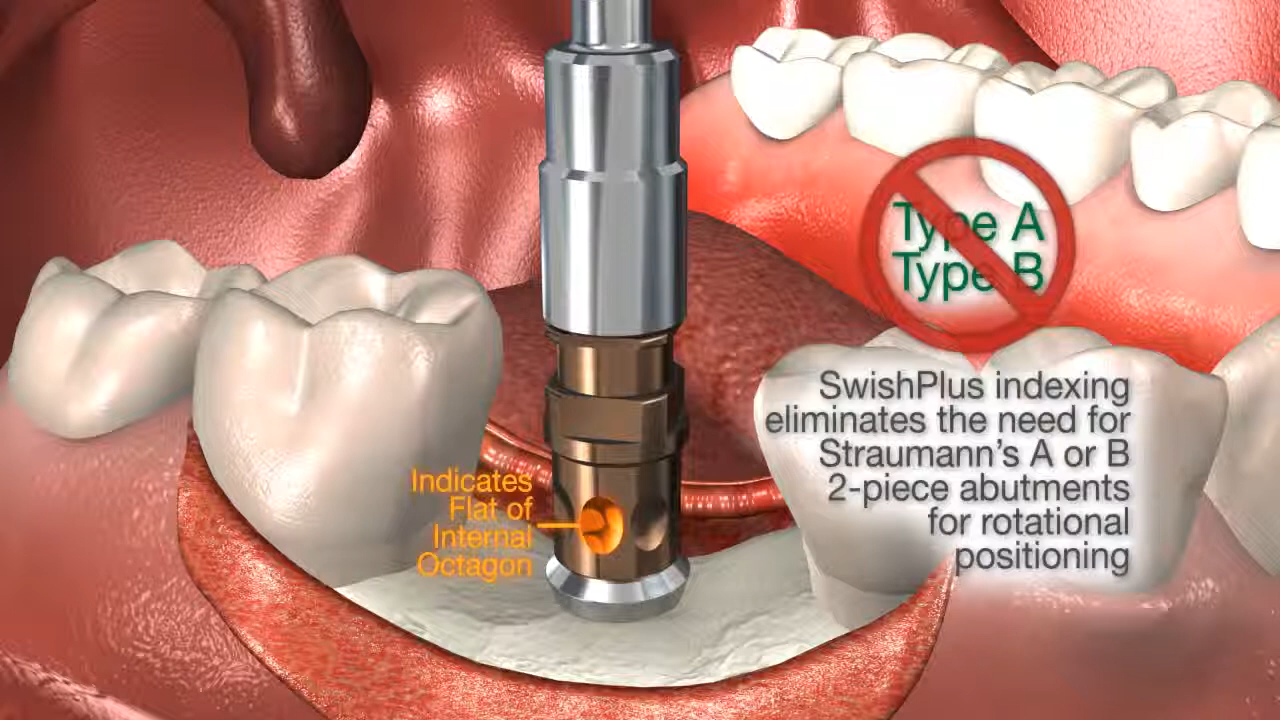 Type A
Type B
SwishPlus indexing
eliminates the need for
Straumann's A or B
2-piece abutments
for rotational
positioning
Indicates
Flat of
Internal
Octagon